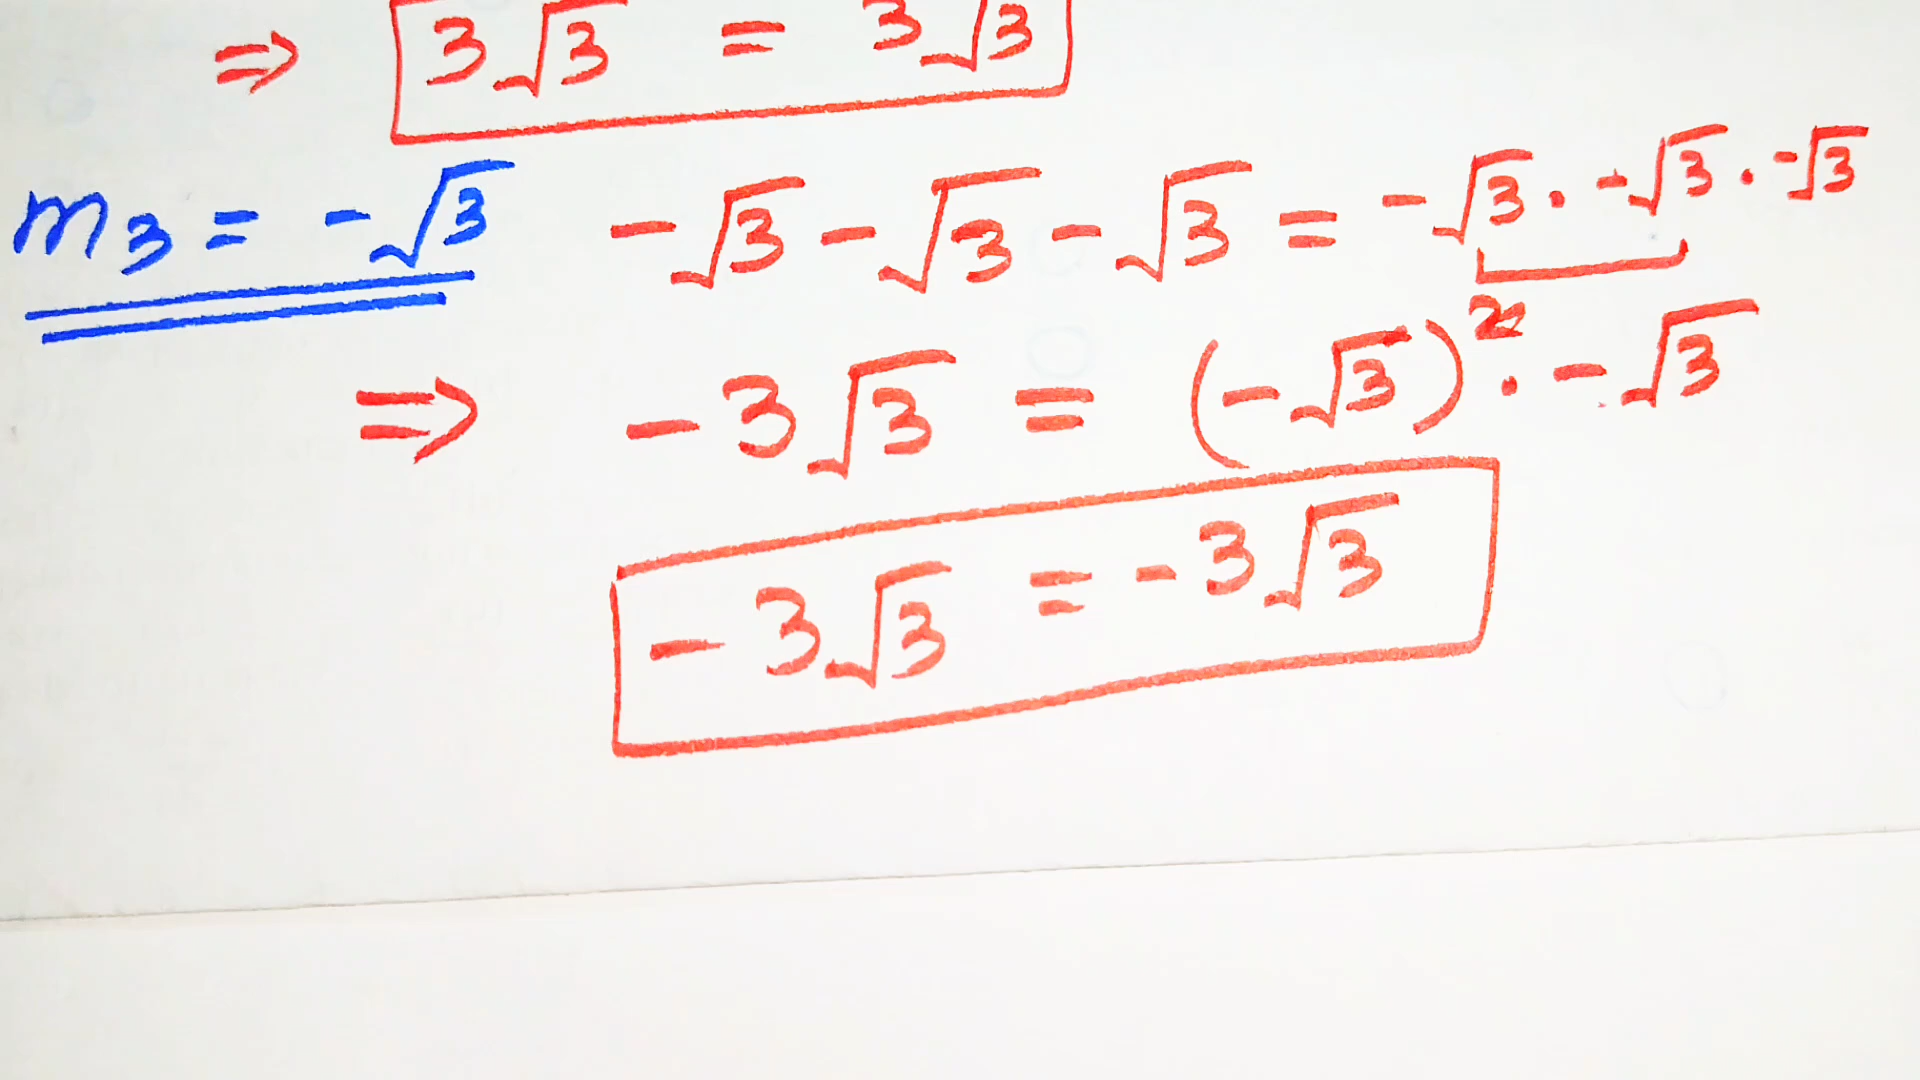 ⇒ 3√3 = 3√3
m3 = -√3 -√3 - √3 - √3 = -√3 . -√3 . -√3
⇒ -3√3 = (-√3)² . -√3
-3√3 = -3√3